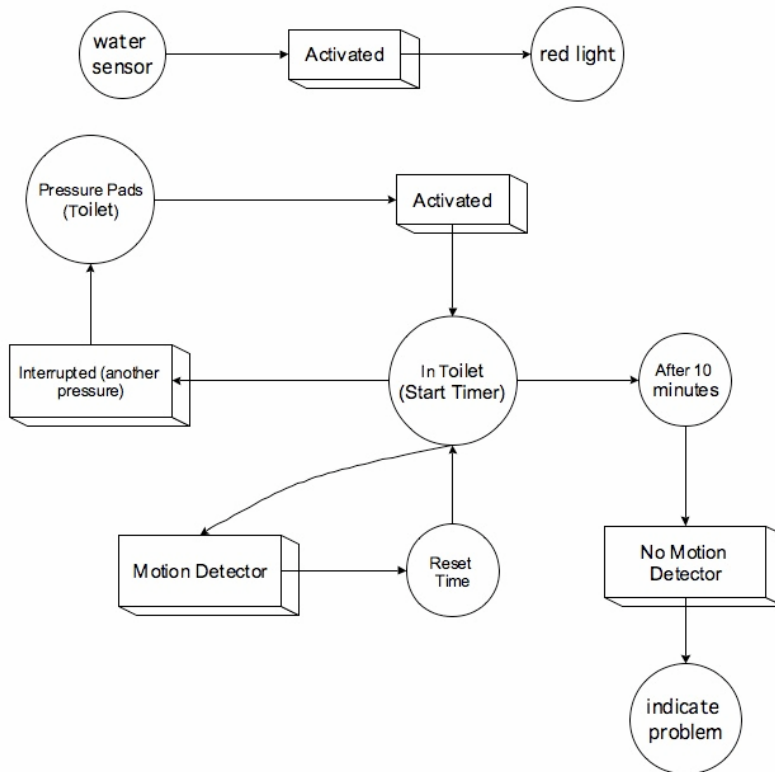 water
sensor
Activated
red light
Pressure Pads
(Toilet)
Activated
Interrupted (another
pressure)
In Toilet
(Start Timer)
After 10
minutes
Motion Detector
Reset
Time
No Motion
Detector
indicate
problem